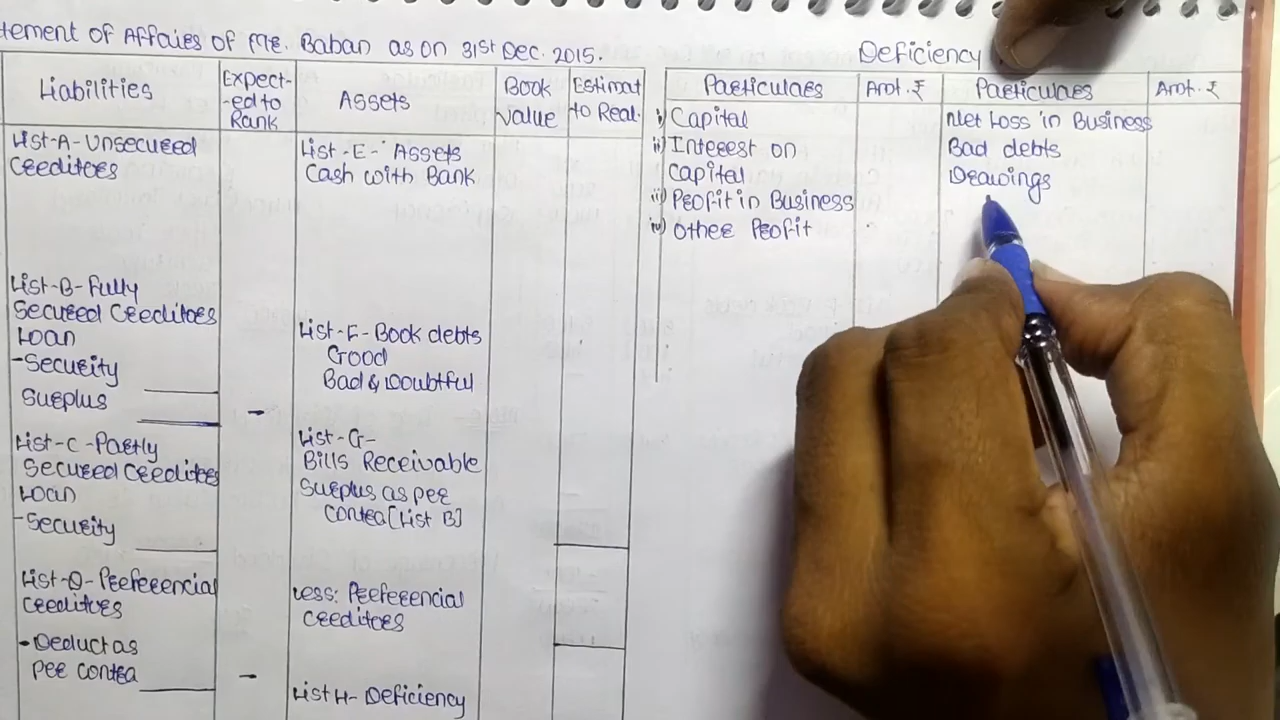 tement of Affaies of Me. Baban as on 31st Dec. 2015.
Liabilities
Expect-
-ed to
Rank
Assets
Book
Value
Estimat
to Real.
List-A-Unsecured
Creditors
List-E- Assets
Cash with Bank
List-B-Fully
Secured Creditors
Loan
-Security
Surplus
-
List-F-Book debts
Good
Bad & Doubtful
List-C-Partly
Secured Creditors
Loan
-Security
List-G-
Bills Receivable
Surplus as per
contra [List B]
List-D-Preferencial
Creditors
- Deduct as
per contra
-
Less: Preferencial
Creditors
List H- Deficiency
Deficiency
Particulars
Amt. ₹
Particulars
Amt. ₹
i) Capital
ii) Interest on
Capital
iii) Profit in Business
iv) Other Profit
Net Loss in Business
Bad debts
Drawings